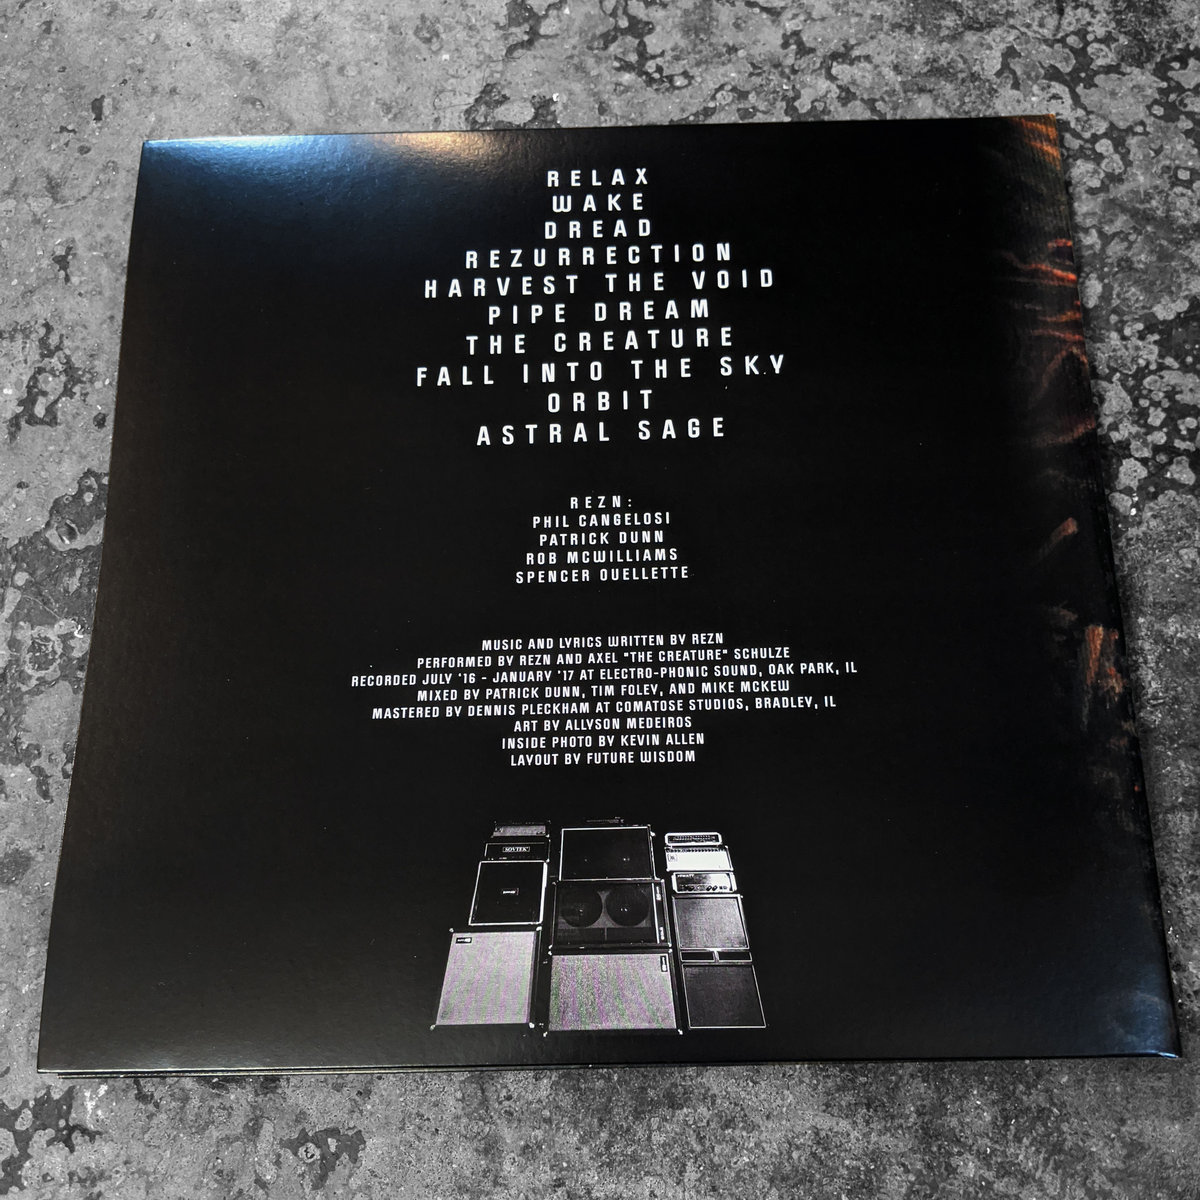 RELAX
WAKE
DREAD
REZURRECTION
HARVEST THE VOID
PIPE DREAM
THE CREATURE
FALL INTO THE SKY
ORBIT
ASTRAL SAGE
REZN:
PHIL CANGELOSI
PATRICK DUNN
ROB MCWILLIAMS
SPENCER OUELLETTE
MUSIC AND LYRICS WRITTEN BY REZN
PERFORMED BY REZN AND AXEL "THE CREATURE" SCHULZE
RECORDED JULY '16 - JANUARY '17 AT ELECTRO-PHONIC SOUND, OAK PARK, IL
MIXED BY PATRICK DUNN, TIM FOLEY, AND MIKE MCKEW
MASTERED BY DENNIS PLECKHAM AT COMATOSE STUDIOS, BRADLEY, IL
ART BY ALLYSON MEDEIROS
INSIDE PHOTO BY KEVIN ALLEN
LAYOUT BY FUTURE WISDOM
SOVTEK